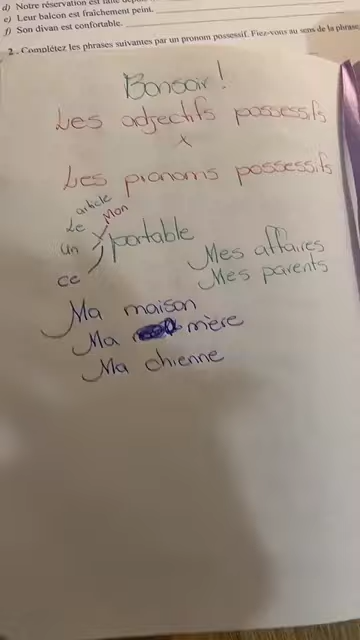 d) Notre réservation est faite depuis
e) Leur balcon est fraîchement peint.
f) Son divan est confortable.
2. Complétez les phrases suivantes par un pronom possessif. Fiez-vous au sens de la phrase
Bonsoir !
Les adjectifs possessifs
x
Les pronoms possessifs
article
Le Mon
un portable
ce
Mes affaires
Mes parents
Ma maison
Ma mère
Ma chienne